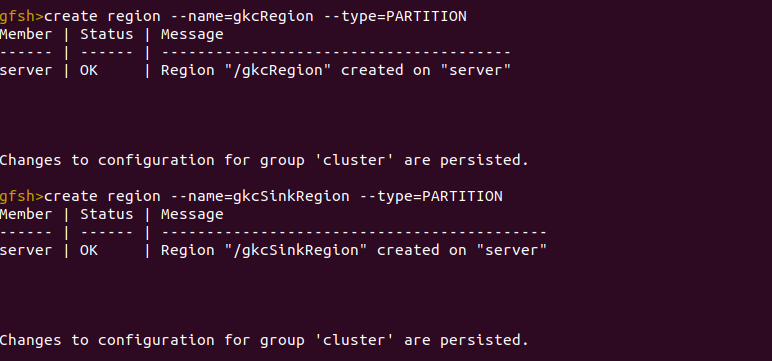 gfsh>create region --name=gkcRegion --type=PARTITION
Member | Status | Message
------ | ------ | ---------------------------------------
server | OK     | Region "/gkcRegion" created on "server"
Changes to configuration for group 'cluster' are persisted.
gfsh>create region --name=gkcSinkRegion --type=PARTITION
Member | Status | Message
------ | ------ | -------------------------------------------
server | OK     | Region "/gkcSinkRegion" created on "server"
Changes to configuration for group 'cluster' are persisted.